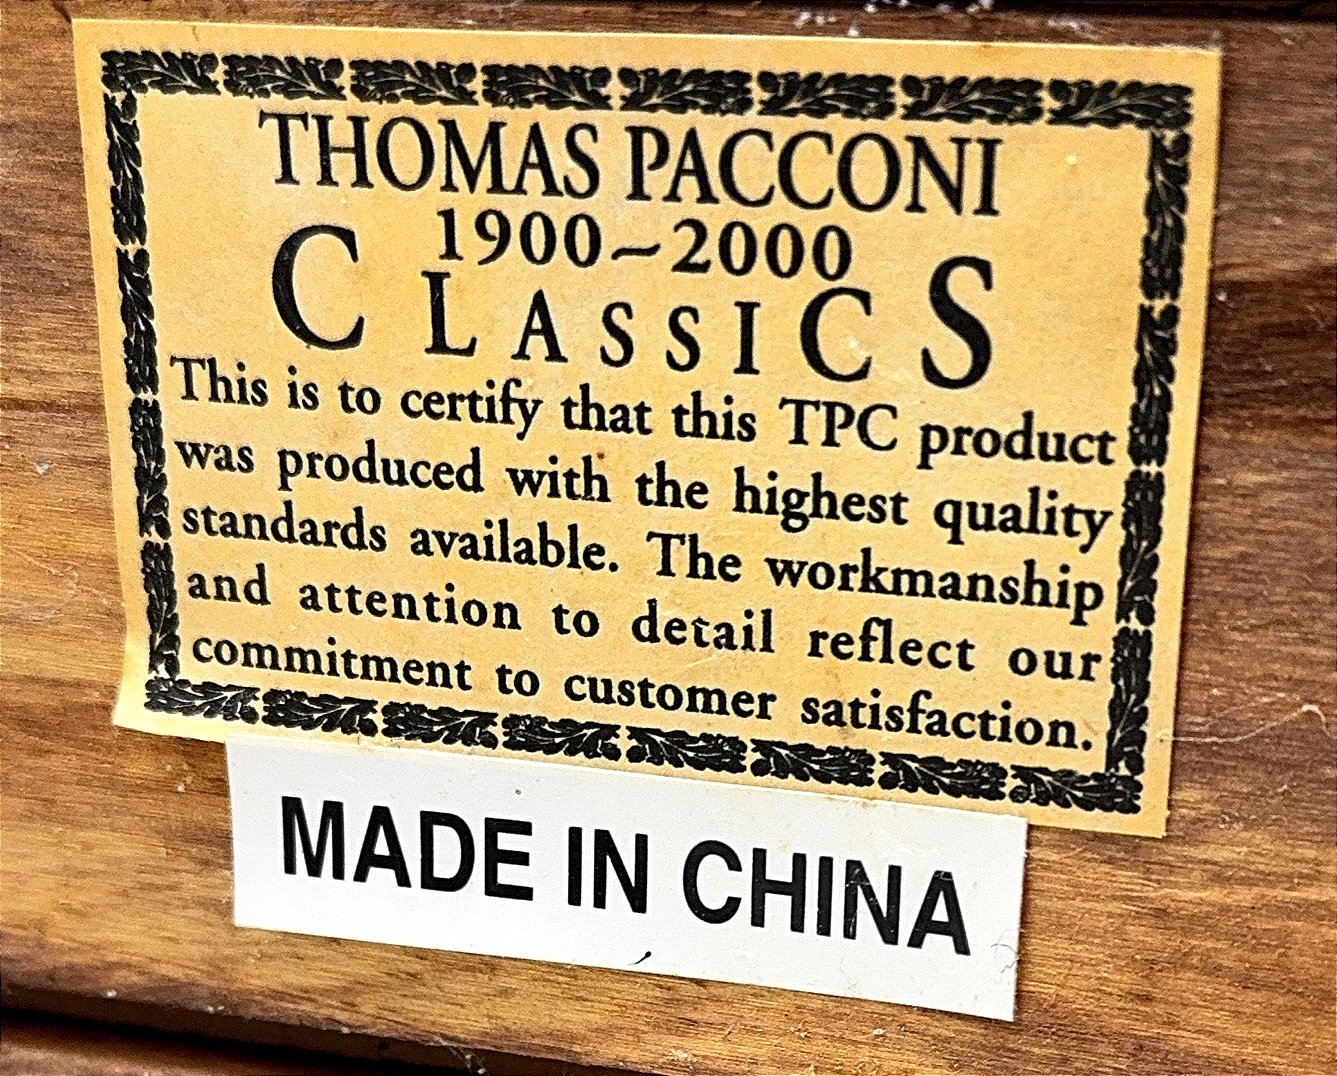 THOMAS PACCONI
1900~2000
CLASSICS
This is to certify that this TPC product
was produced with the highest quality
standards available. The workmanship
and attention to detail reflect our
commitment to customer satisfaction.
MADE IN CHINA